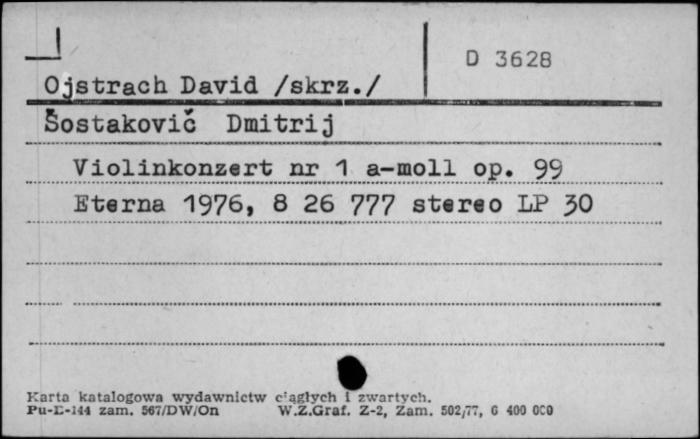 D 3628
Ojstrach David /skrz./
Šostakovič Dmitrij
Violinkonzert nr 1 a-moll op. 99
Eterna 1976, 8 26 777 stereo LP 30
Karta katalogowa wydawnictw ciągłych i zwartych.
Pu-K-144 zam. 567/DW/On W.Z.Graf. Z-2, Zam. 502/77, 6 400 000